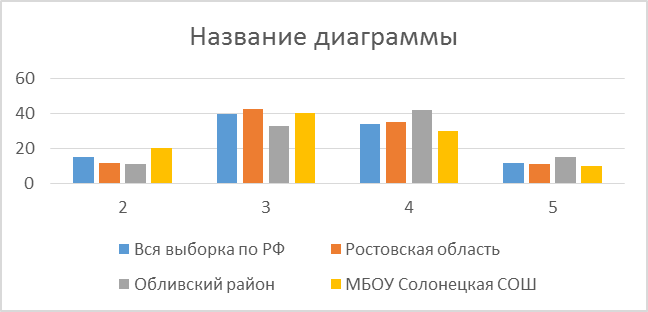 Название диаграммы
60
40
20
0
2 3 4 5
Вся выборка по РФ Ростовская область
Обливский район МБОУ Солонецкая СОШ